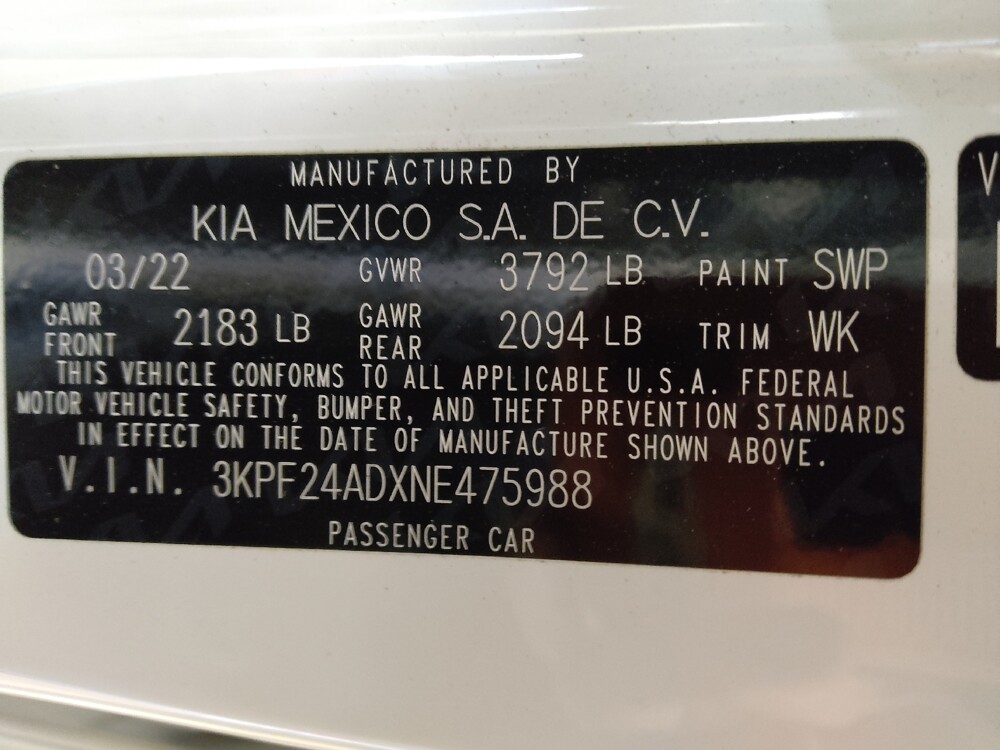 MANUFACTURED BY
KIA MEXICO S.A. DE C.V.
03/22 GVWR 3792 LB PAINT SWP
GAWR FRONT 2183 LB GAWR REAR 2094 LB TRIM WK
THIS VEHICLE CONFORMS TO ALL APPLICABLE U.S.A. FEDERAL
MOTOR VEHICLE SAFETY, BUMPER, AND THEFT PREVENTION STANDARDS
IN EFFECT ON THE DATE OF MANUFACTURE SHOWN ABOVE.
V.I.N. 3KPF24ADXNE475988
PASSENGER CAR